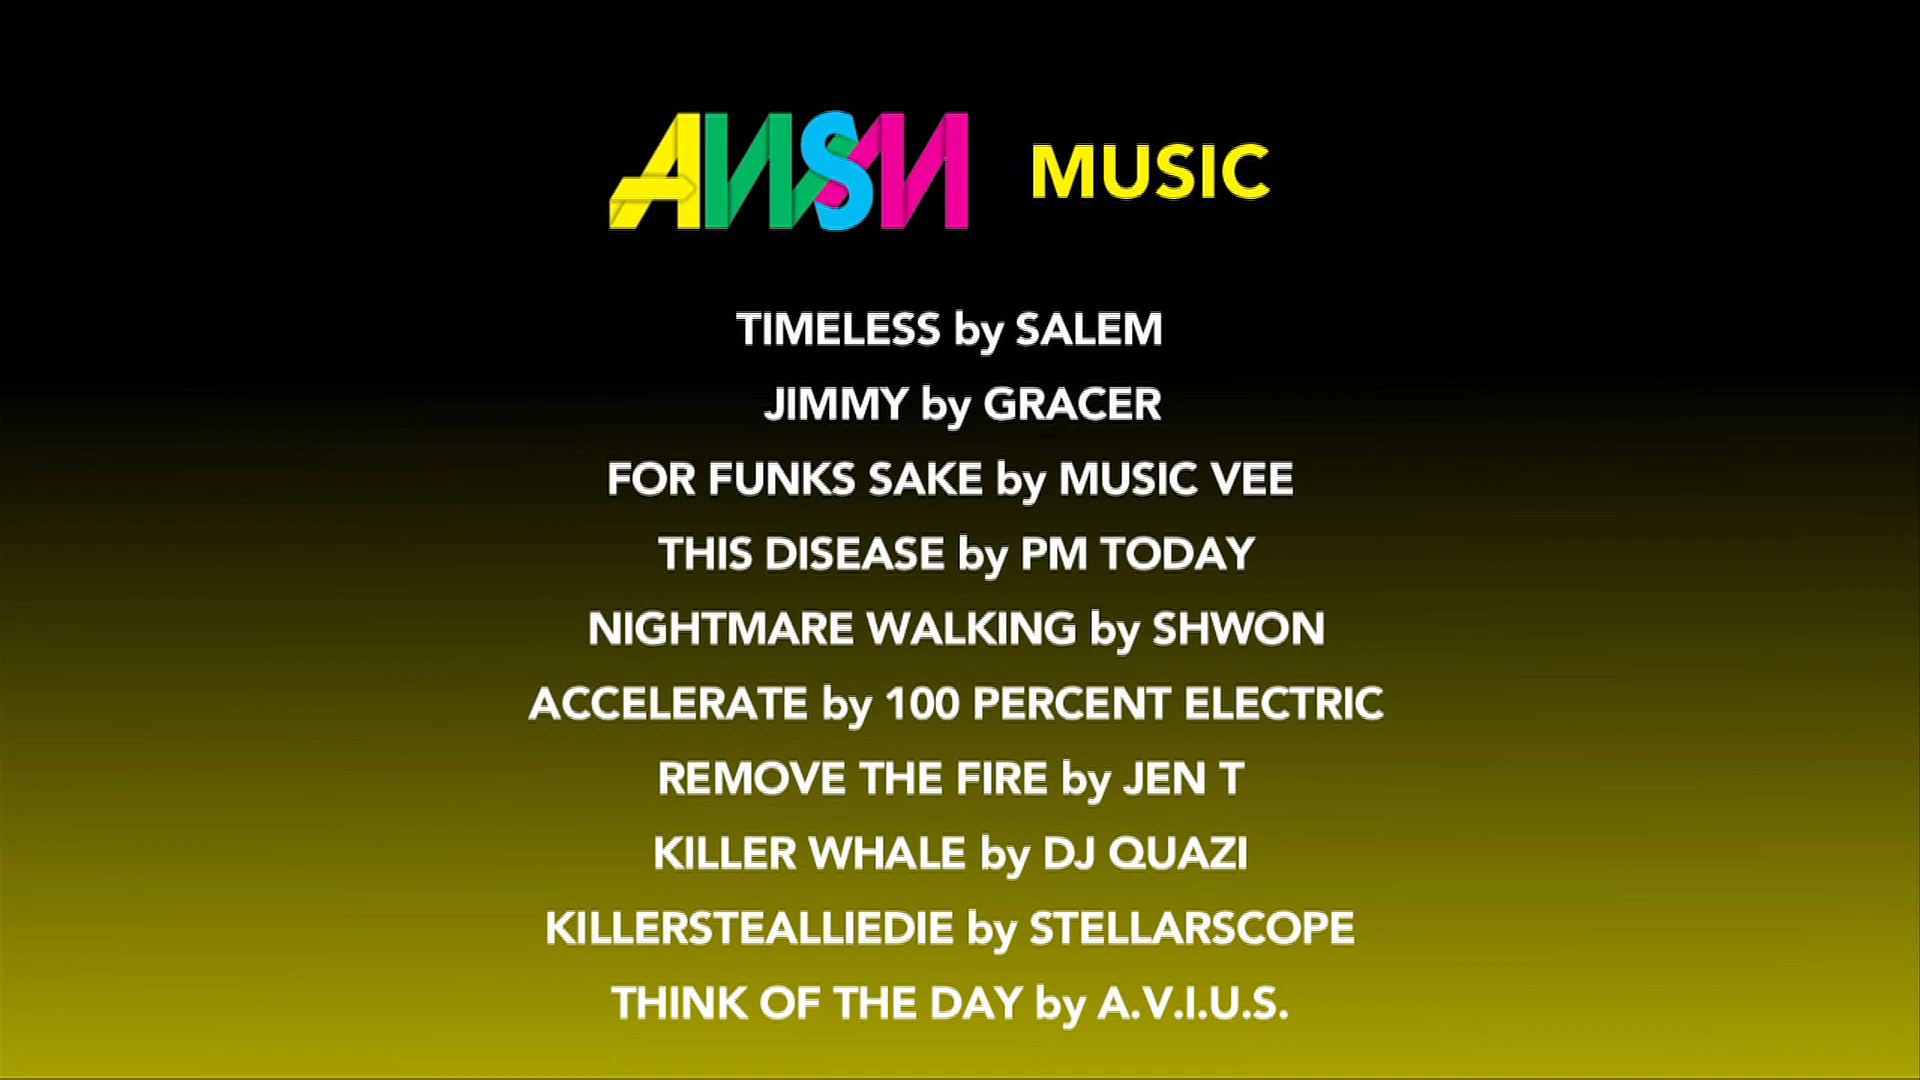 AWSM MUSIC
TIMELESS by SALEM
JIMMY by GRACER
FOR FUNKS SAKE by MUSIC VEE
THIS DISEASE by PM TODAY
NIGHTMARE WALKING by SHWON
ACCELERATE by 100 PERCENT ELECTRIC
REMOVE THE FIRE by JEN T
KILLER WHALE by DJ QUAZI
KILLERSTEALLIEDIE by STELLARSCOPE
THINK OF THE DAY by A.V.I.U.S.